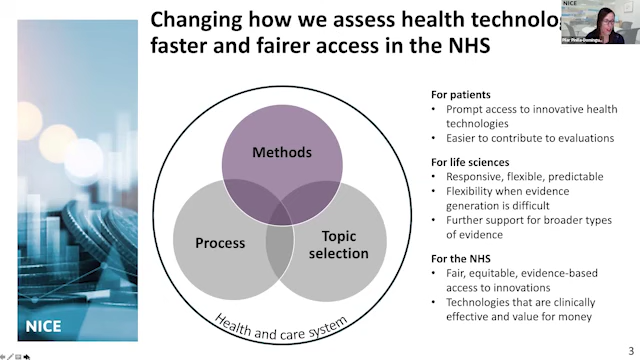 Changing how we assess health technolog
faster and fairer access in the NHS
NICE
Methods
Process
Topic
selection
Health and care system
For patients
• Prompt access to innovative health
technologies
• Easier to contribute to evaluations
For life sciences
• Responsive, flexible, predictable
• Flexibility when evidence
generation is difficult
• Further support for broader types
of evidence
For the NHS
• Fair, equitable, evidence-based
access to innovations
• Technologies that are clinically
effective and value for money
NICE
3